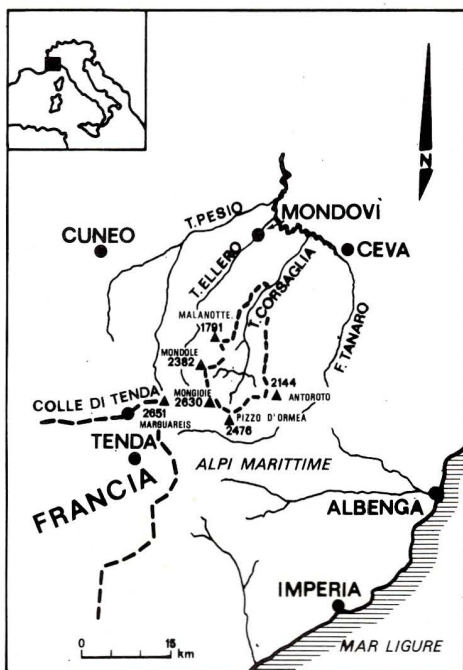 N
T. PESIO
MONDOVÌ
CUNEO
CEVA
T. ELLERO
T. CORSAGLIA
F. TANARO
MALANOTTE.
1791
MONDOLE
2382
2144
ANTOROTO
COLLE DI TENDA
MONGIOIE
2630
2651
MARGUAREIS
PIZZO D'ORMEA
2476
TENDA
ALPI MARITTIME
FRANCIA
ALBENGA
IMPERIA
0 15
km
MAR LIGURE